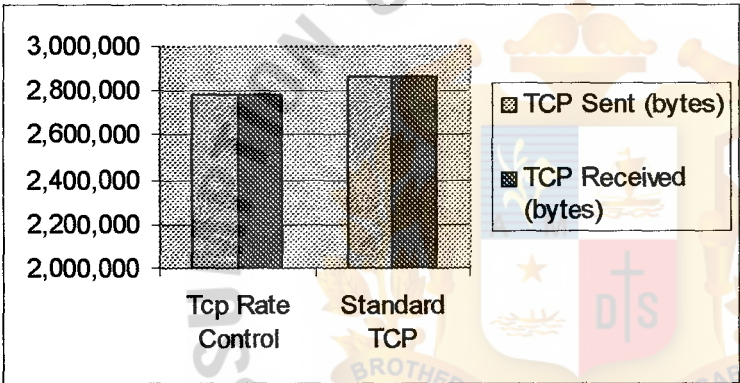 3,000,000
2,800,000
2,600,000
2,400,000
2,200,000
2,000,000
Tcp Rate
Control
Standard
TCP
TCP Sent (bytes)
TCP Received
(bytes)
D S